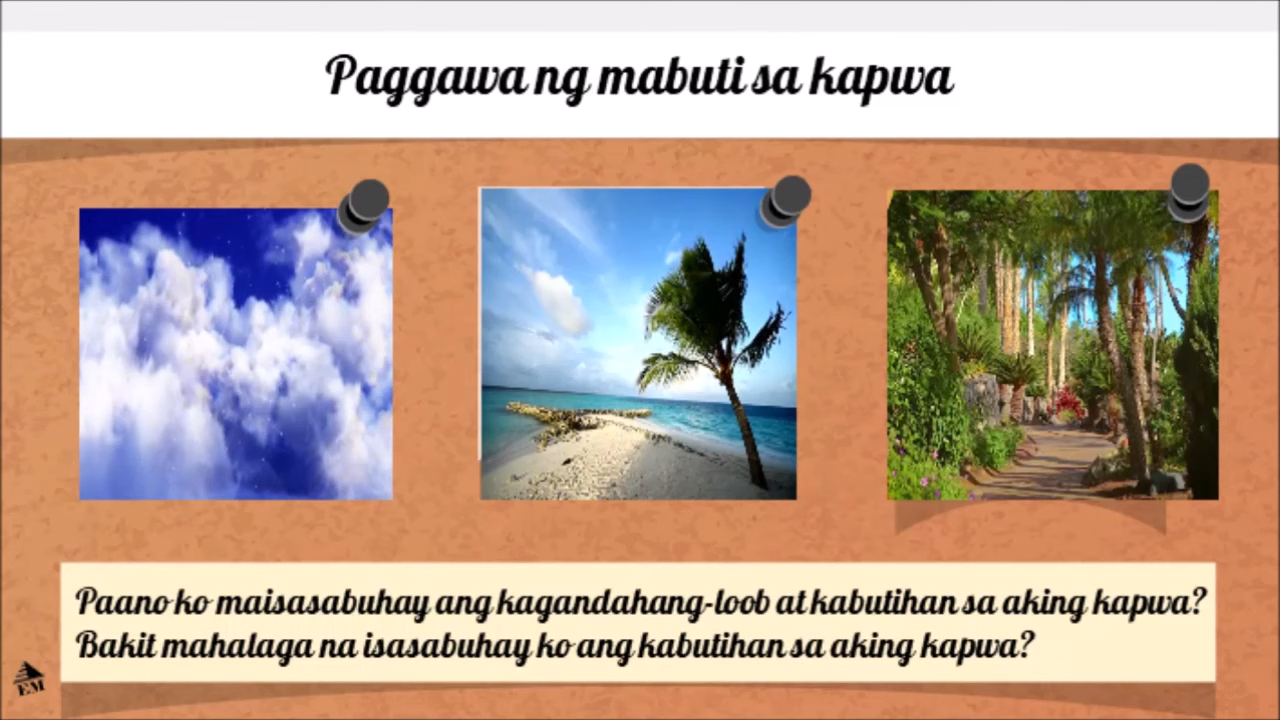 Paggawa ng mabuti sa kapwa
Paano ko maisasabuhay ang kagandahang-loob at kabutihan sa aking kapwa?
Bakit mahalaga na isasabuhay ko ang kabutihan sa aking kapwa?
EM